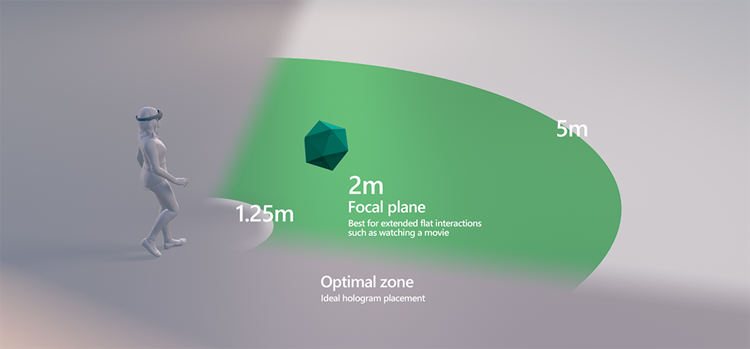 5m
2m
Focal plane
1.25m
Best for extended flat interactions
such as watching a movie
Optimal zone
Ideal hologram placement